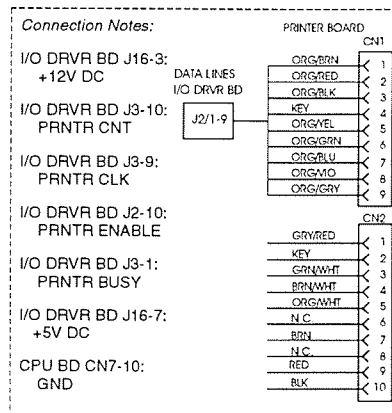 Connection Notes:
I/O DRVR BD J16-3:
+12V DC
I/O DRVR BD J3-10:
PRNTR CNT
I/O DRVR BD J3-9:
PRNTR CLK
I/O DRVR BD J2-10:
PRNTR ENABLE
I/O DRVR BD J3-1:
PRNTR BUSY
I/O DRVR BD J16-7:
+5V DC
CPU BD CN7-10:
GND
DATA LINES
I/O DRVR BD
J2/1-9
PRINTER BOARD
CN1
ORG/BRN 1
ORG/RED 2
ORG/BLK 3
KEY 4
ORG/YEL 5
ORG/GRN 6
ORG/BLU 7
ORG/VIO 8
ORG/GRY 9
CN2
GRY/RED 1
KEY 2
GRN/WHT 3
BRN/WHT 4
ORG/WHT 5
N.C. 6
BRN 7
N.C. 8
RED 9
BLK 10